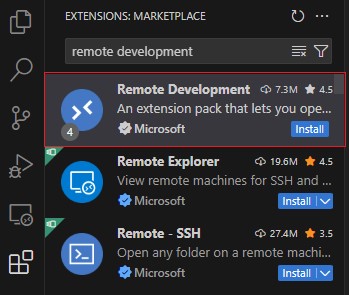 EXTENSIONS: MARKETPLACE
remote development
Remote Development 7.3M 4.5
An extension pack that lets you ope...
4 Microsoft Install
Remote Explorer 19.6M 4.5
View remote machines for SSH and ...
Microsoft Install
Remote - SSH 27.4M 3.5
Open any folder on a remote machi...
Microsoft Install